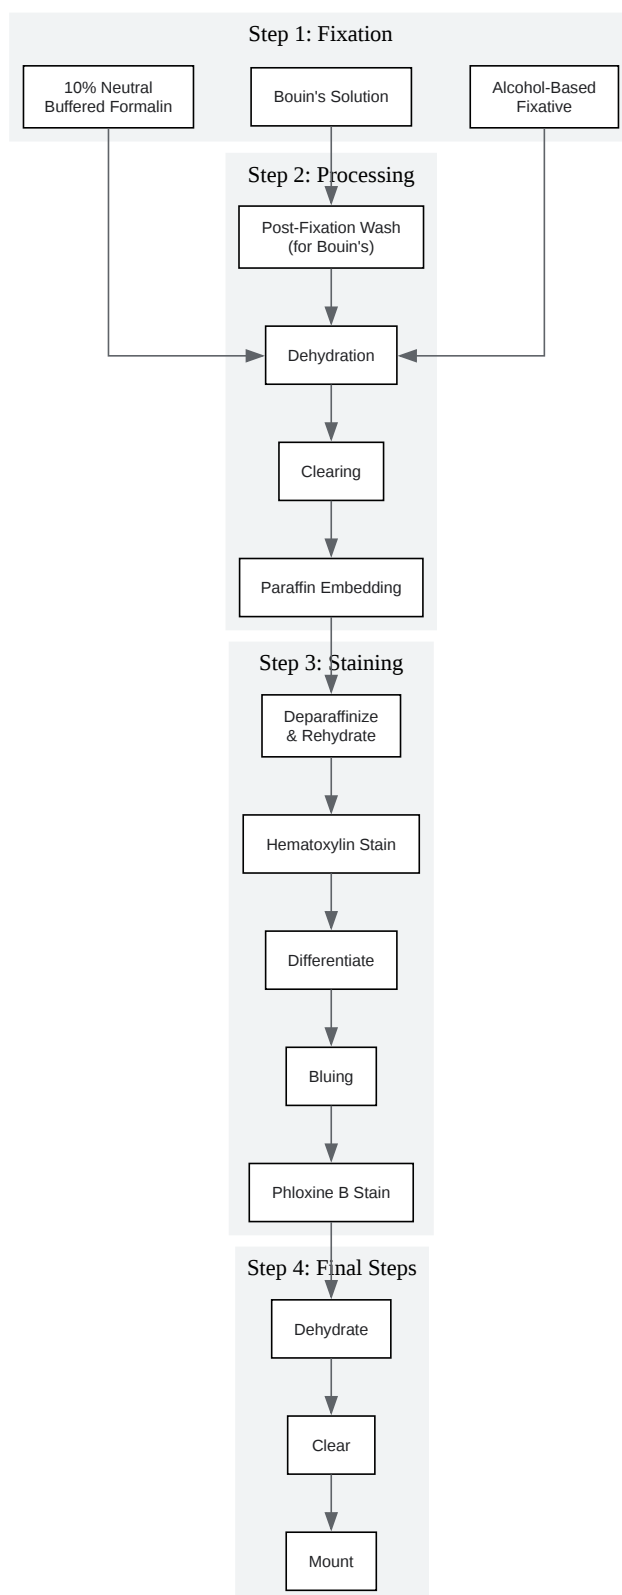 Step 1: Fixation
10% Neutral
Buffered Formalin
Bouin's Solution
Alcohol-Based
Fixative
Step 2: Processing
Post-Fixation Wash
(for Bouin's)
Dehydration
Clearing
Paraffin Embedding
Step 3: Staining
Deparaffinize
& Rehydrate
Hematoxylin Stain
Differentiate
Bluing
Phloxine B Stain
Step 4: Final Steps
Dehydrate
Clear
Mount